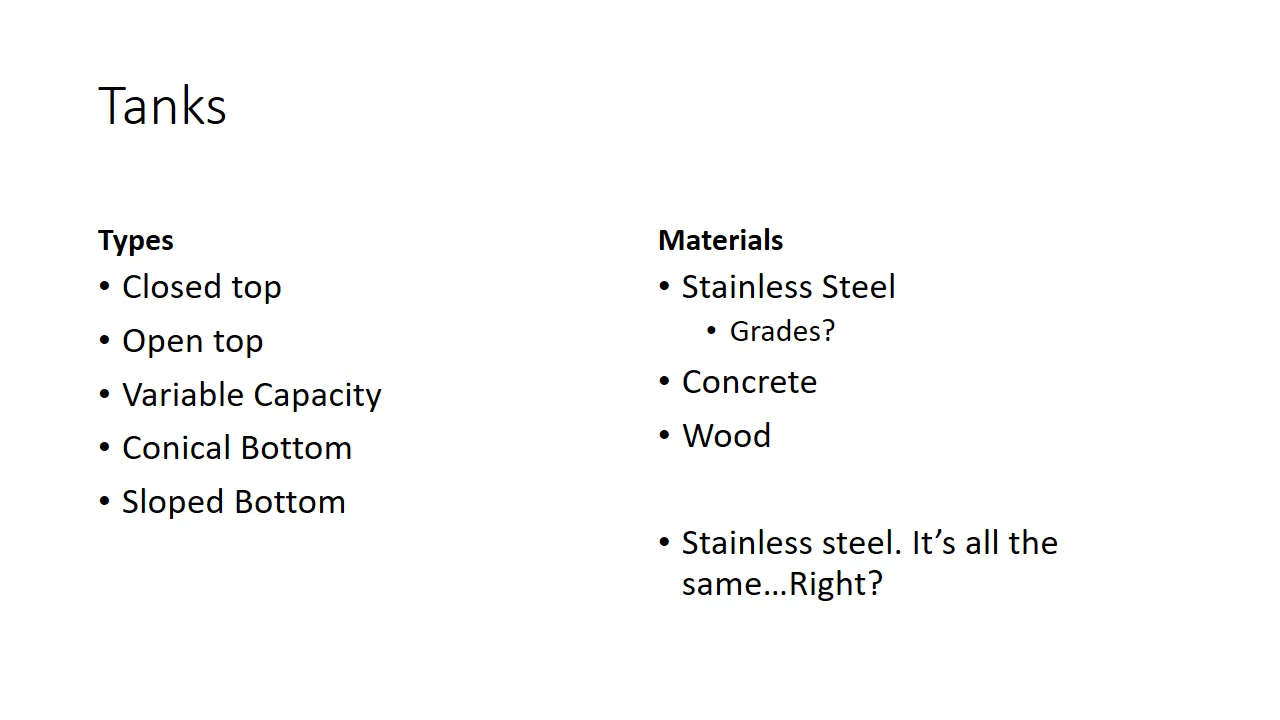 Tanks
Types
• Closed top
• Open top
• Variable Capacity
• Conical Bottom
• Sloped Bottom
Materials
• Stainless Steel
• Grades?
• Concrete
• Wood
• Stainless steel. It’s all the
same…Right?